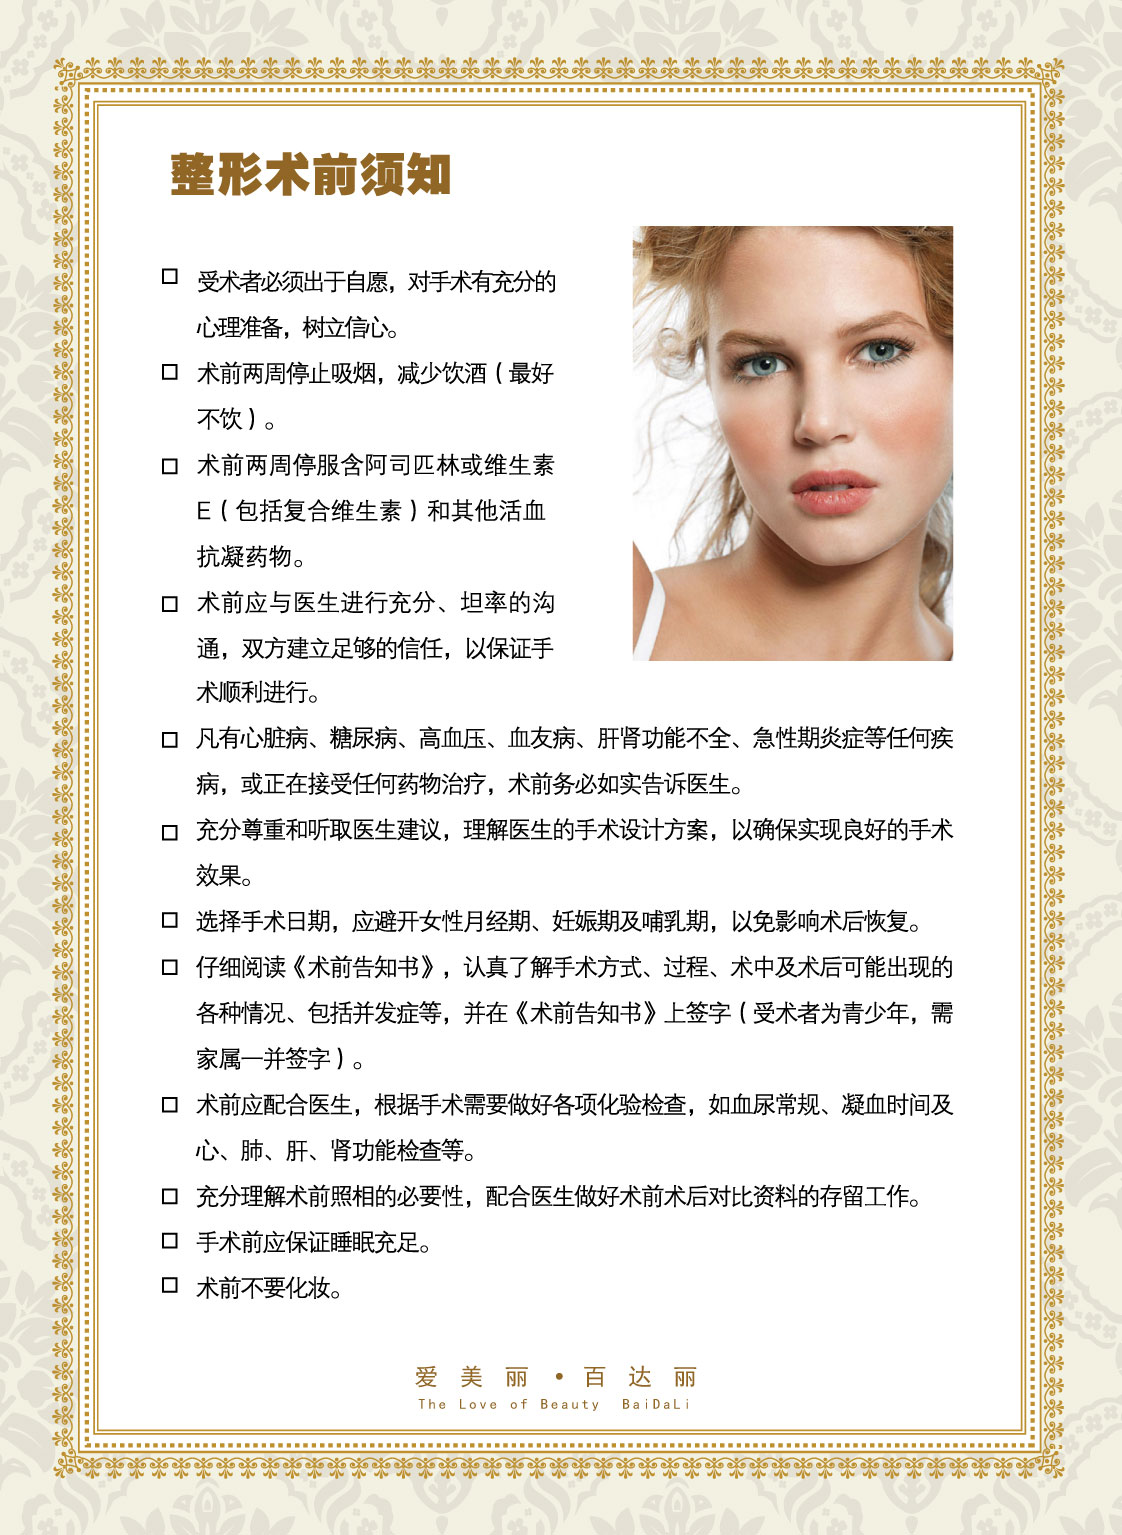 整形术前须知
受术者必须出于自愿，对手术有充分的
心理准备，树立信心。
术前两周停止吸烟，减少饮酒（最好
不饮）。
术前两周停服含阿司匹林或维生素
E（包括复合维生素）和其他活血
抗凝药物。
术前应与医生进行充分、坦率的沟
通，双方建立足够的信任，以保证手
术顺利进行。
凡有心脏病、糖尿病、高血压、血友病、肝肾功能不全、急性期炎症等任何疾
病，或正在接受任何药物治疗，术前务必如实告诉医生。
充分尊重和听取医生建议，理解医生的手术设计方案，以确保实现良好的手术
效果。
选择手术日期，应避开女性月经期、妊娠期及哺乳期，以免影响术后恢复。
仔细阅读《术前告知书》，认真了解手术方式、过程、术中及术后可能出现的
各种情况、包括并发症等，并在《术前告知书》上签字（受术者为青少年，需
家属一并签字）。
术前应配合医生，根据手术需要做好各项化验检查，如血尿常规、凝血时间及
心、肺、肝、肾功能检查等。
充分理解术前照相的必要性，配合医生做好术前术后对比资料的存留工作。
手术前应保证睡眠充足。
术前不要化妆。
爱美丽·百达丽
The Love of Beauty BaiDaLi